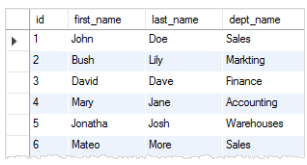 id first_name last_name dept_name
1 John Doe Sales
2 Bush Lily Markting
3 David Dave Finance
4 Mary Jane Accounting
5 Jonatha Josh Warehouses
6 Mateo More Sales